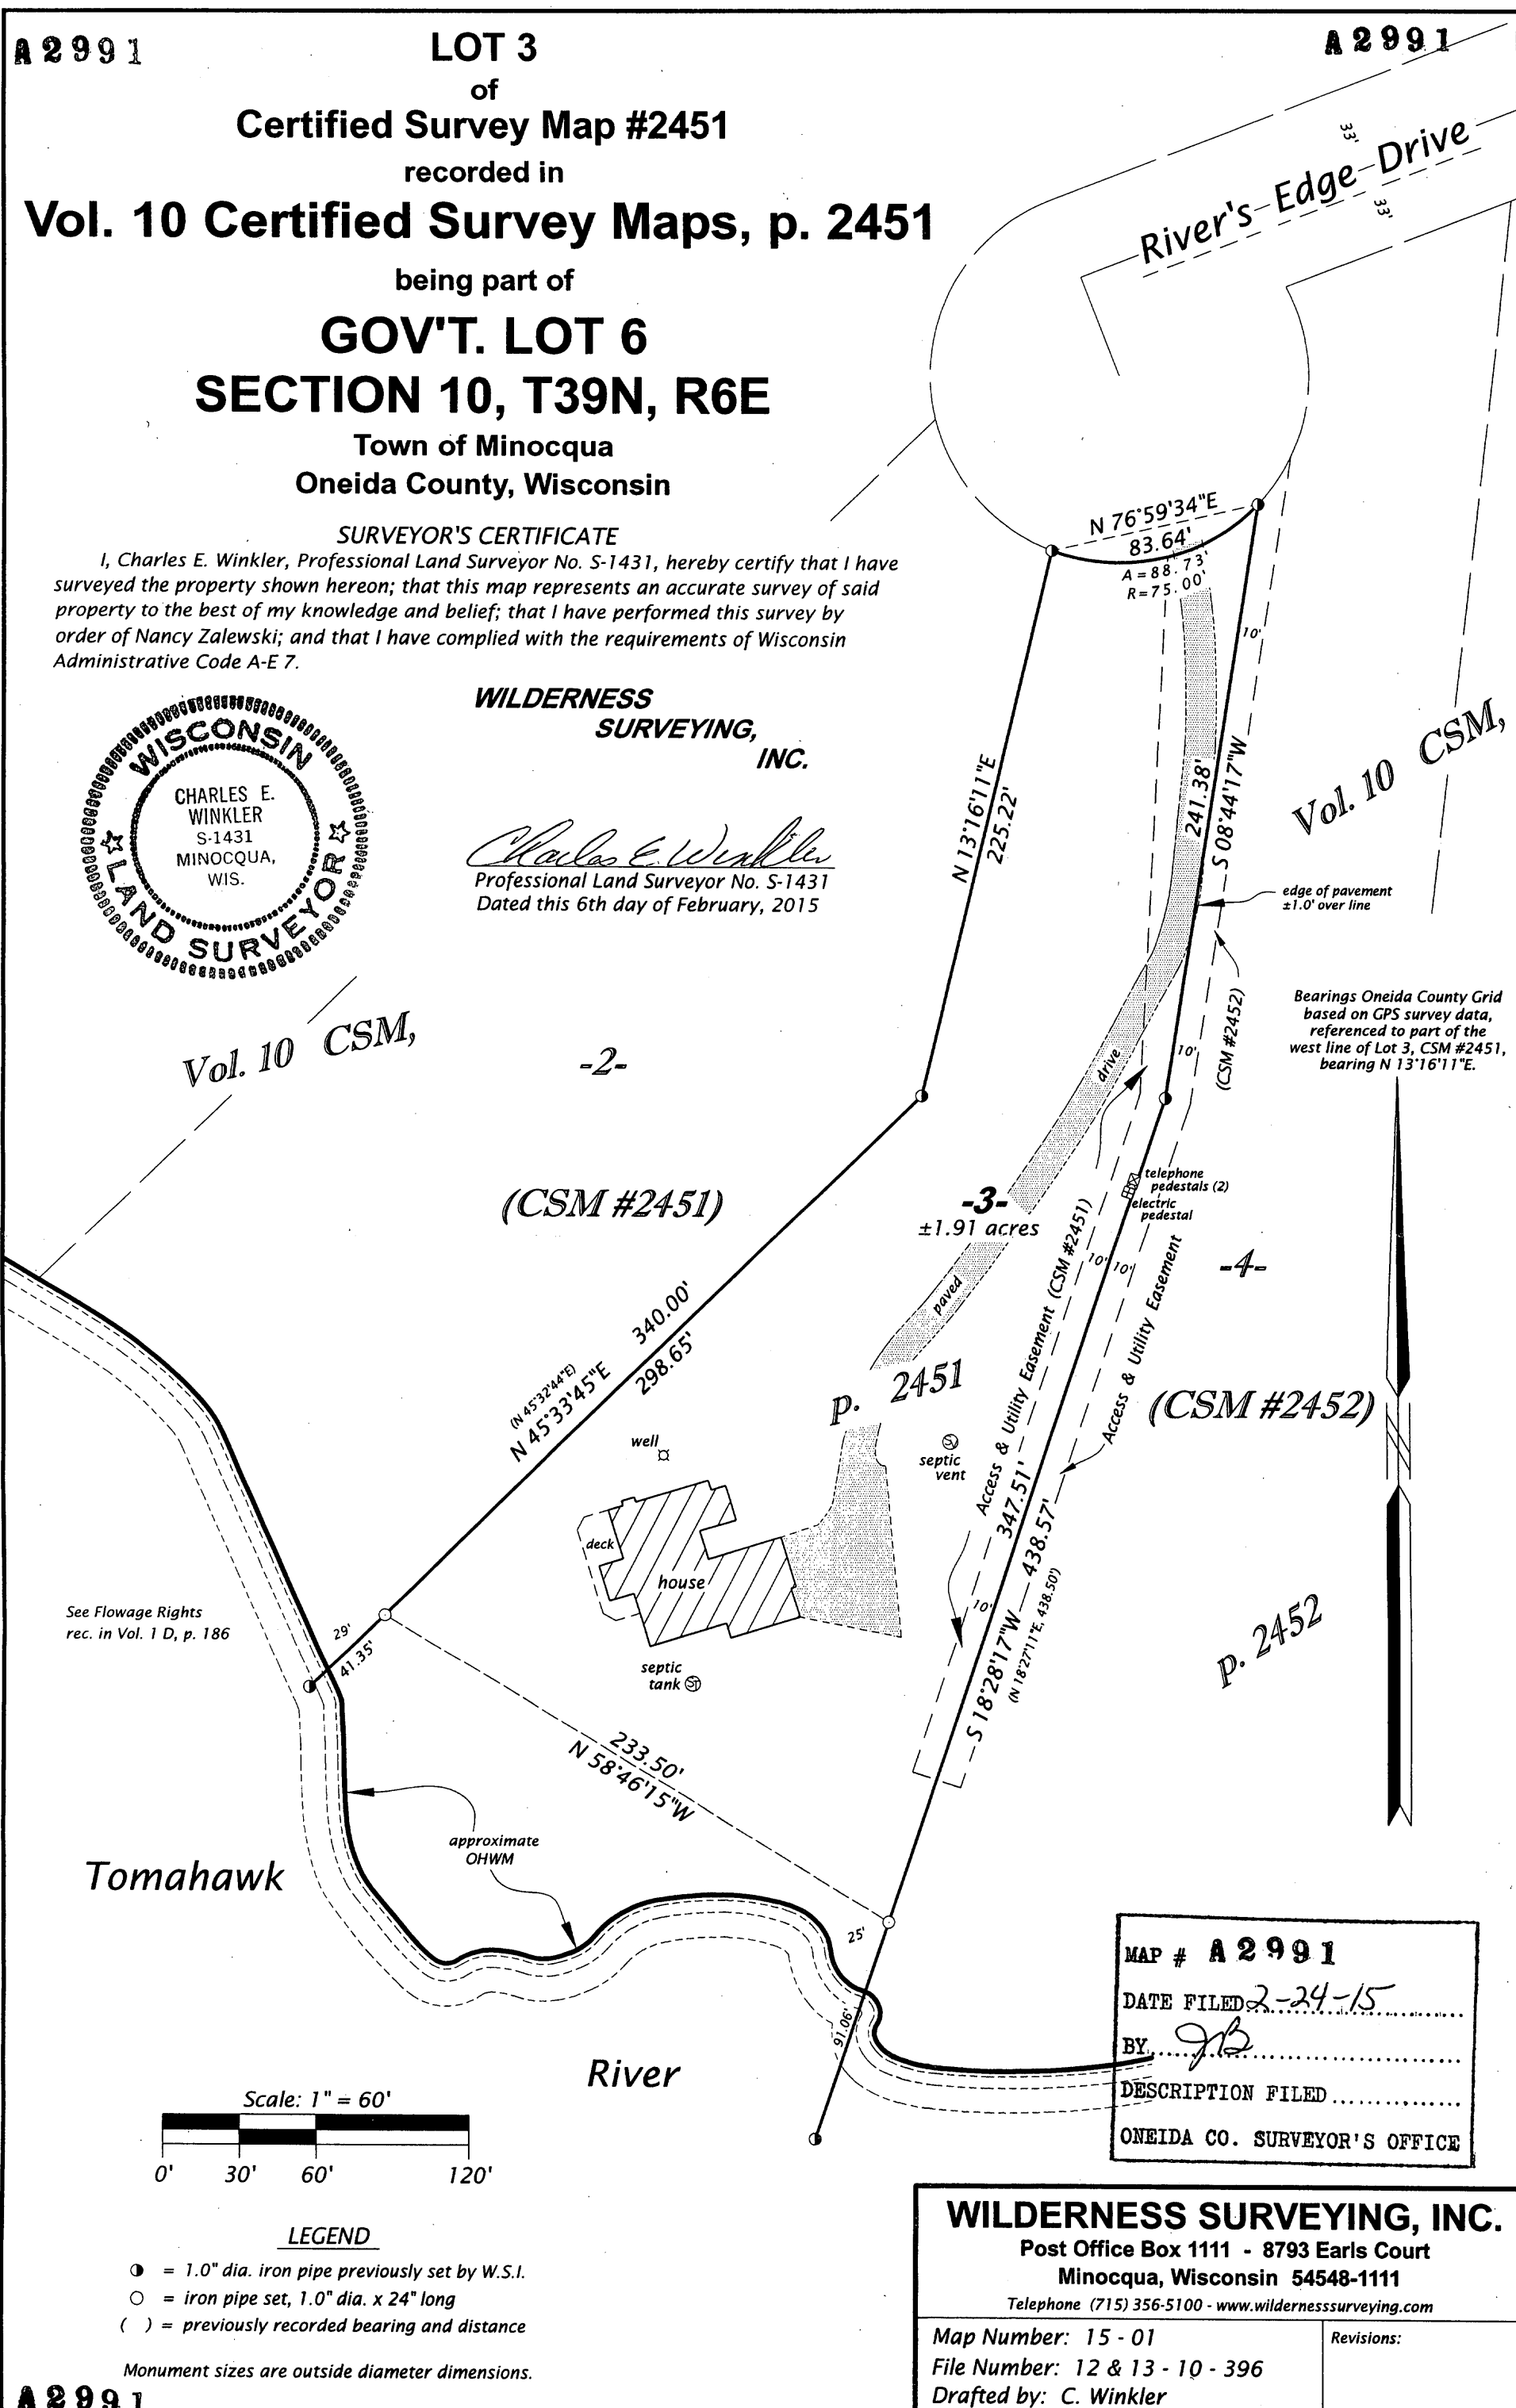 A2991
A2991
LOT 3
of
Certified Survey Map #2451
recorded in
Vol. 10 Certified Survey Maps, p. 2451
being part of
GOV'T. LOT 6
SECTION 10, T39N, R6E
Town of Minocqua
Oneida County, Wisconsin
SURVEYOR'S CERTIFICATE
I, Charles E. Winkler, Professional Land Surveyor No. S-1431, hereby certify that I have
surveyed the property shown hereon; that this map represents an accurate survey of said
property to the best of my knowledge and belief; that I have performed this survey by
order of Nancy Zalewski; and that I have complied with the requirements of Wisconsin
Administrative Code A-E 7.
WISCONSIN
CHARLES E.
WINKLER
S-1431
MINOCQUA,
WIS.
LAND SURVEYOR
WILDERNESS
SURVEYING,
INC.
Charles E. Winkler
Professional Land Surveyor No. S-1431
Dated this 6th day of February, 2015
33'
River's Edge Drive
33'
N 76°59'34"E
83.64'
A=88.73'
R=75.00'
10'
N 13°16'11"E
225.22'
241.38'
S 08°44'17"W
Vol. 10 CSM,
edge of pavement
±1.0' over line
(CSM #2452)
Bearings Oneida County Grid
based on GPS survey data,
referenced to part of the
west line of Lot 3, CSM #2451,
bearing N 13°16'11"E.
Vol. 10 CSM,
-2-
drive
10'
(CSM #2451)
-3-
±1.91 acres
telephone
pedestals (2)
electric
pedestal
-4-
10'
10'
paved
340.00'
298.65'
(N 45°32'44"E)
N 45°33'45"E
p. 2451
Access & Utility Easement (CSM #2451)
Access & Utility Easement
(CSM #2452)
well
septic
vent
347.51'
438.57'
deck
house
S 18°28'17"W
(N 18°27'11"E, 438.50')
10'
p. 2452
See Flowage Rights
rec. in Vol. 1 D, p. 186
29'
41.35'
septic
tank
ST
233.50'
N 58°46'15"W
approximate
OHWM
Tomahawk
25'
91.06'
River
MAP # A2991
DATE FILED 2-24-15
BY JB
DESCRIPTION FILED
ONEIDA CO. SURVEYOR'S OFFICE
Scale: 1" = 60'
0' 30' 60' 120'
LEGEND
= 1.0" dia. iron pipe previously set by W.S.I.
= iron pipe set, 1.0" dia. x 24" long
( ) = previously recorded bearing and distance
Monument sizes are outside diameter dimensions.
A2991
WILDERNESS SURVEYING, INC.
Post Office Box 1111 - 8793 Earls Court
Minocqua, Wisconsin 54548-1111
Telephone (715) 356-5100 - www.wildernesssurveying.com
Map Number: 15 - 01
File Number: 12 & 13 - 10 - 396
Drafted by: C. Winkler
Revisions: